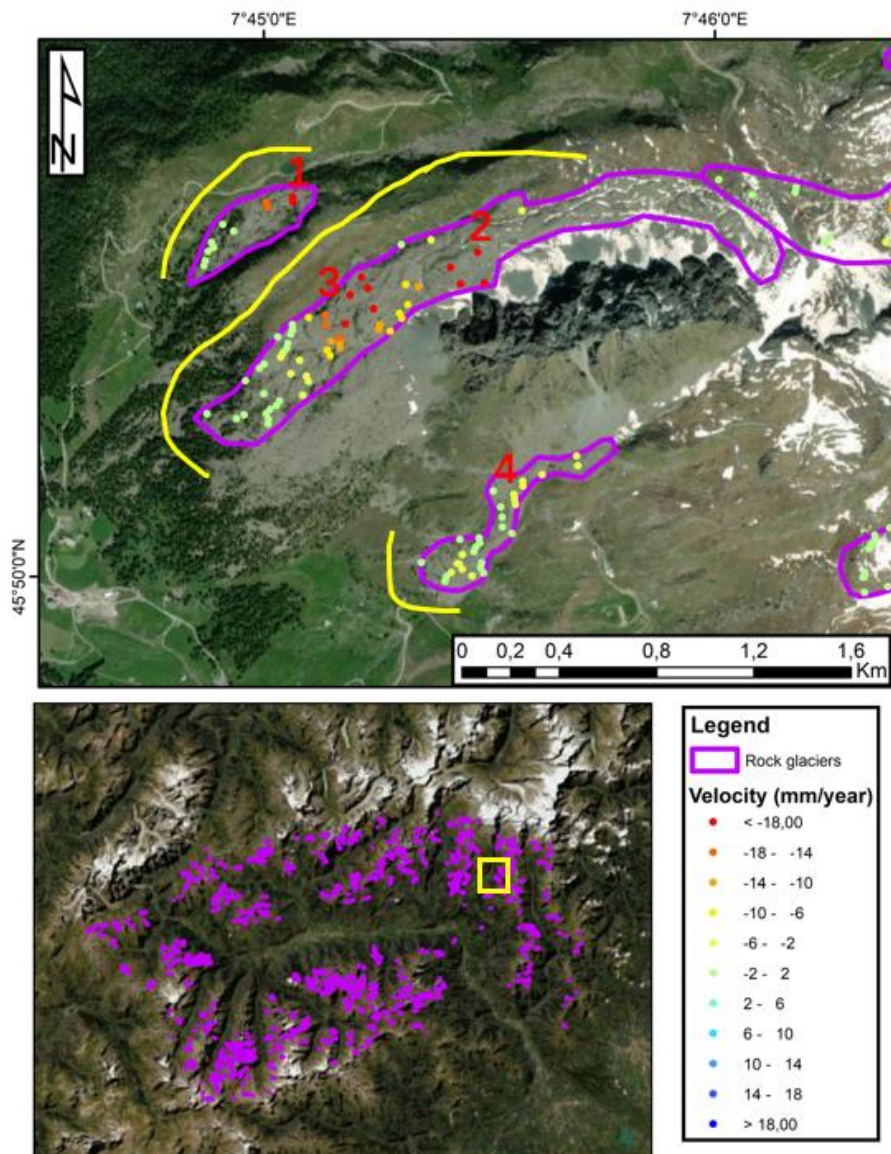 7°45'0"E
7°46'0"E
N
1
2
3
4
45°50'0"N
0 0,2 0,4 0,8 1,2 1,6
Km
Legend
Rock glaciers
Velocity (mm/year)
< -18,00
-18 - -14
-14 - -10
-10 - -6
-6 - -2
-2 - 2
2 - 6
6 - 10
10 - 14
14 - 18
> 18,00